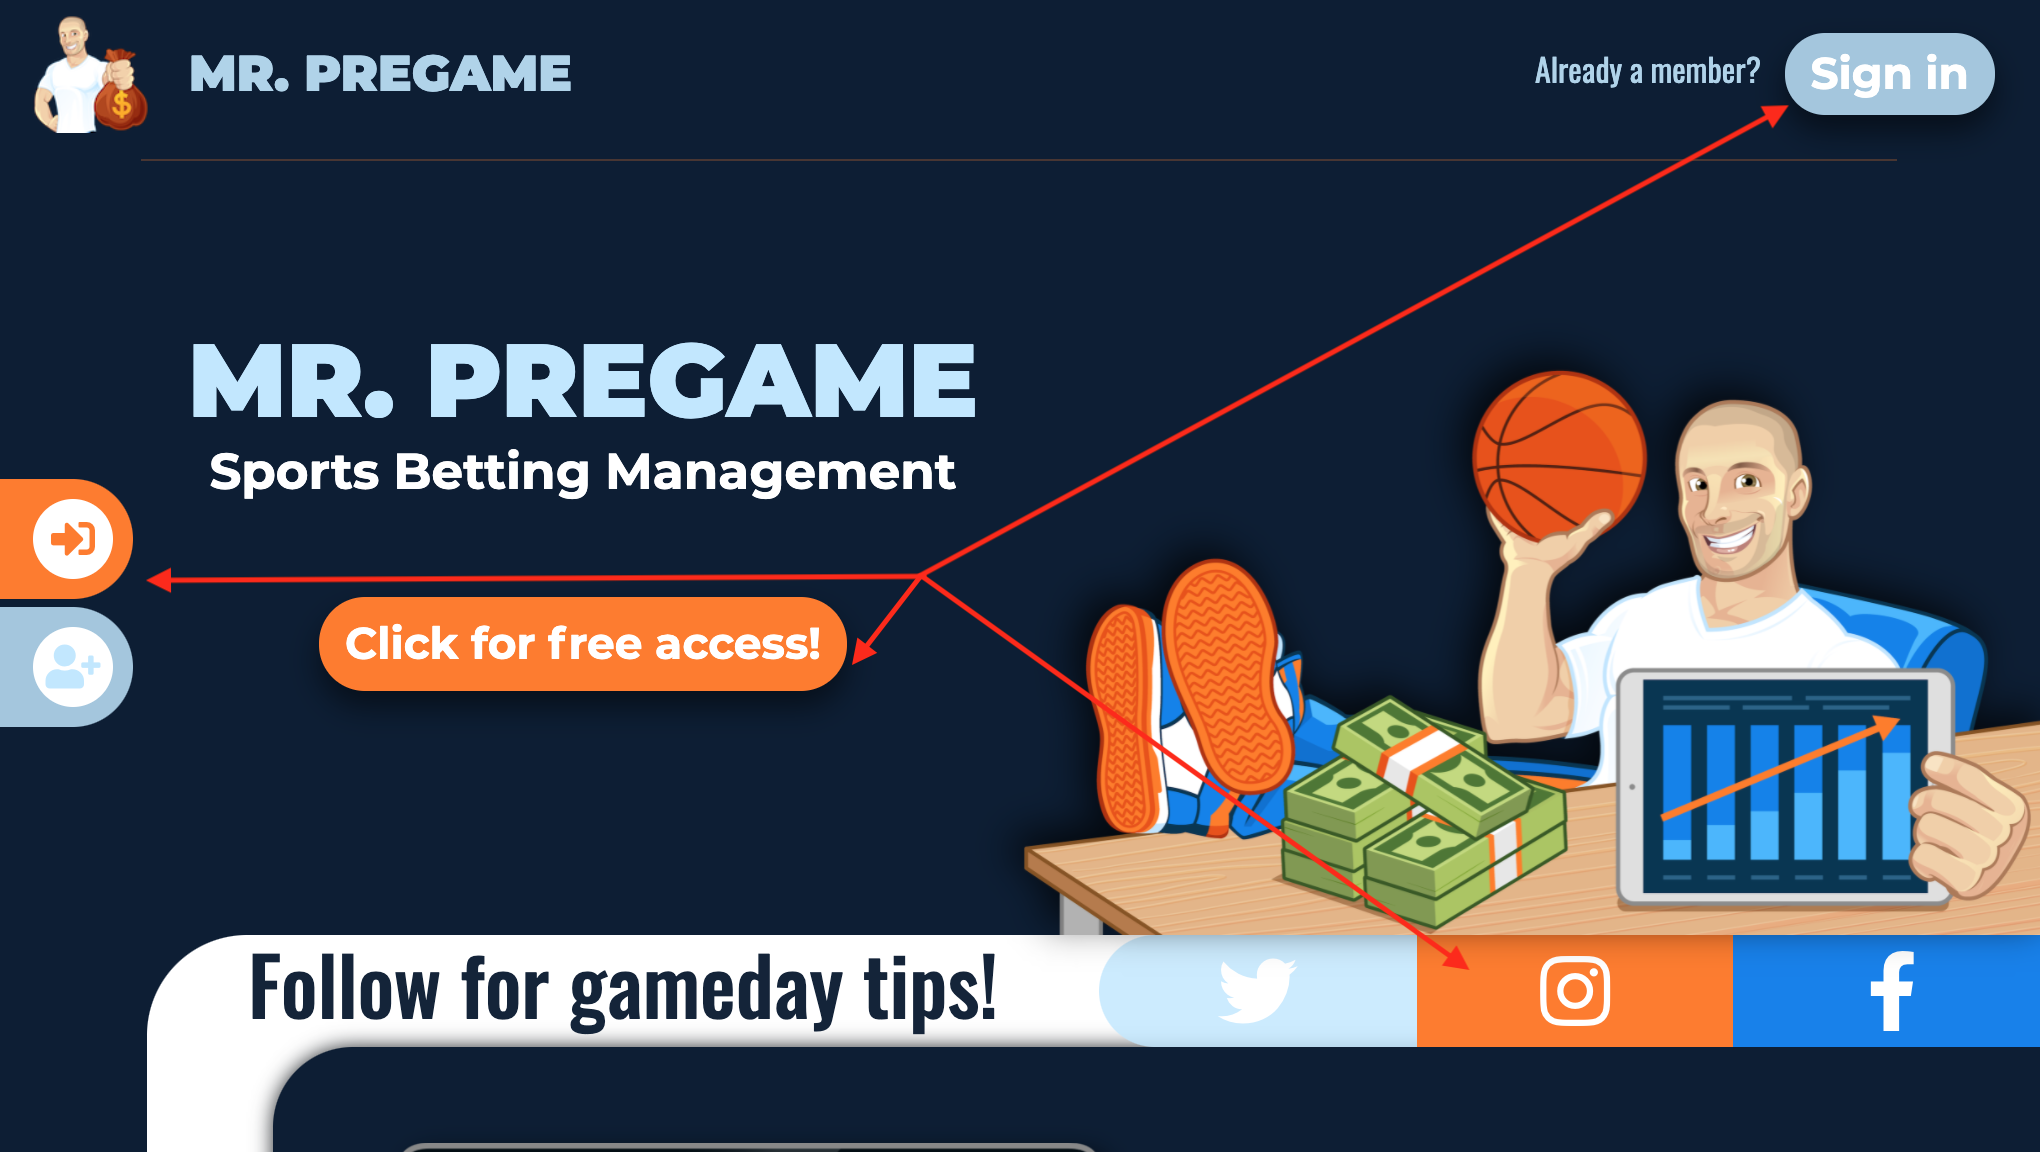 MR. PREGAME
Already a member?
Sign in
MR. PREGAME
Sports Betting Management
Click for free access!
Follow for gameday tips!